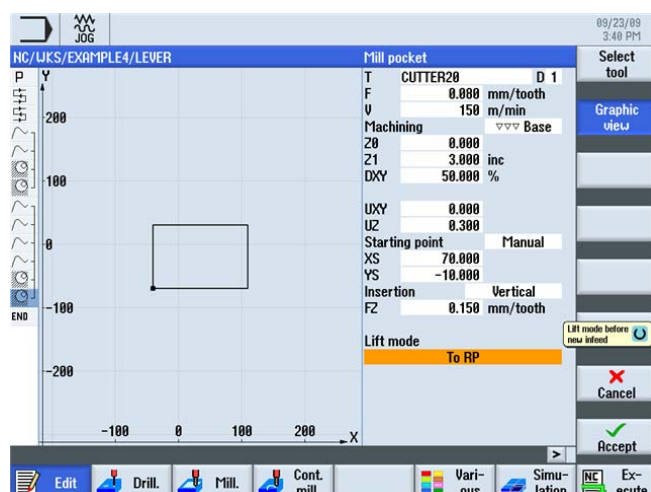 JOG
09/23/09
3:40 PM
NC/WKS/EXAMPLE4/LEVER
Mill pocket
Select
tool
P
Y
T CUTTER20 D 1
F 0.080 mm/tooth
V 150 m/min
Machining ▽▽▽ Base
Z0 0.000
Z1 3.000 inc
DXY 50.000 %
UXY 0.000
UZ 0.300
Starting point Manual
XS 70.000
YS -10.000
Insertion Vertical
FZ 0.150 mm/tooth
Lift mode
To RP
Graphic
view
200
100
0
-100
-200
END
-100 0 100 200 X
Lift mode before
new infeed
Cancel
Accept
>
Edit
Drill.
Mill.
Cont.
mill.
Vari-
ous
Simu-
lation
NC
Ex-
ecute